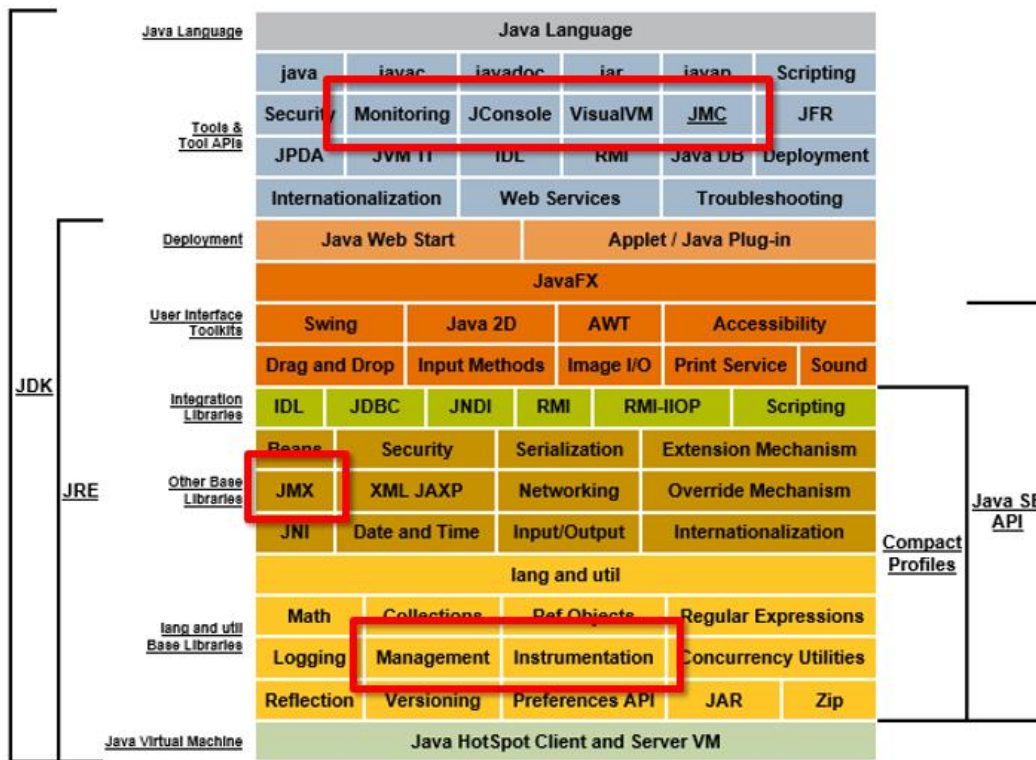 Java Language Java Language
java javac javadoc jar javap Scripting
Security Monitoring JConsole VisualVM JMC JFR
Tools &
Tool APIs
JPDA JVM TI IDL RMI Java DB Deployment
Internationalization Web Services Troubleshooting
Deployment Java Web Start Applet / Java Plug-in
JavaFX
User Interface
Toolkits
Swing Java 2D AWT Accessibility
Drag and Drop Input Methods Image I/O Print Service Sound
JDK
Integration
Libraries
IDL JDBC JNDI RMI RMI-IIOP Scripting
Beans Security Serialization Extension Mechanism
JRE
Other Base
Libraries
JMX XML JAXP Networking Override Mechanism
Java SE
API
JNI Date and Time Input/Output Internationalization
Compact
Profiles
lang and util
Math Collections Ref Objects Regular Expressions
lang and util
Base Libraries
Logging Management Instrumentation Concurrency Utilities
Reflection Versioning Preferences API JAR Zip
Java Virtual Machine Java HotSpot Client and Server VM